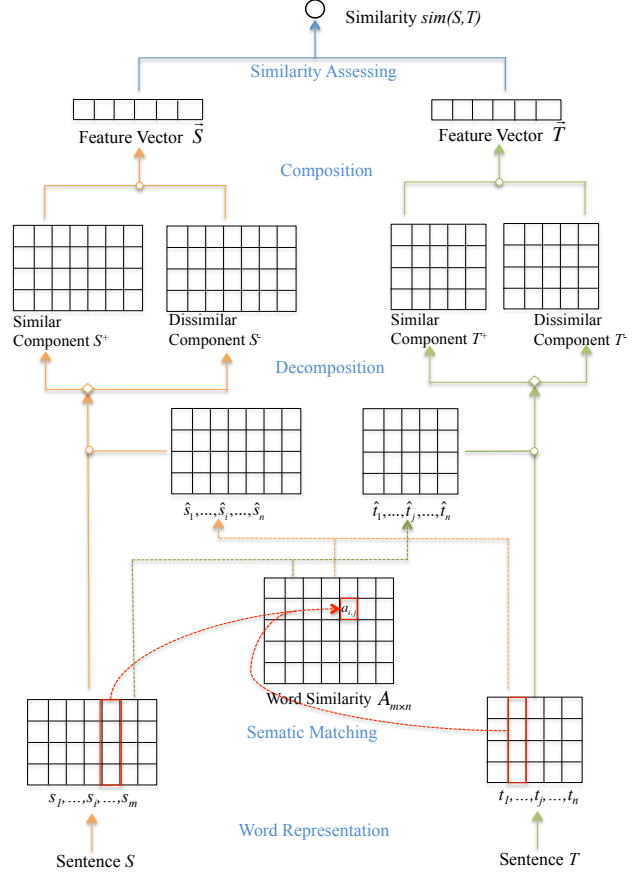 Similarity sim(S,T)
Similarity Assessing
Feature Vector S⃗
Feature Vector T⃗
Composition
Similar
Component S⁺
Dissimilar
Component S⁻
Similar
Component T⁺
Dissimilar
Component T⁻
Decomposition
ŝ₁,...,ŝᵢ,...,ŝₙ
t̂₁,...,t̂ⱼ,...,t̂ₙ
aᵢ,ⱼ
Word Similarity Aₘₓₙ
Sematic Matching
s₁,...,sᵢ,...,sₘ
t₁,...,tⱼ,...,tₙ
Word Representation
Sentence S
Sentence T